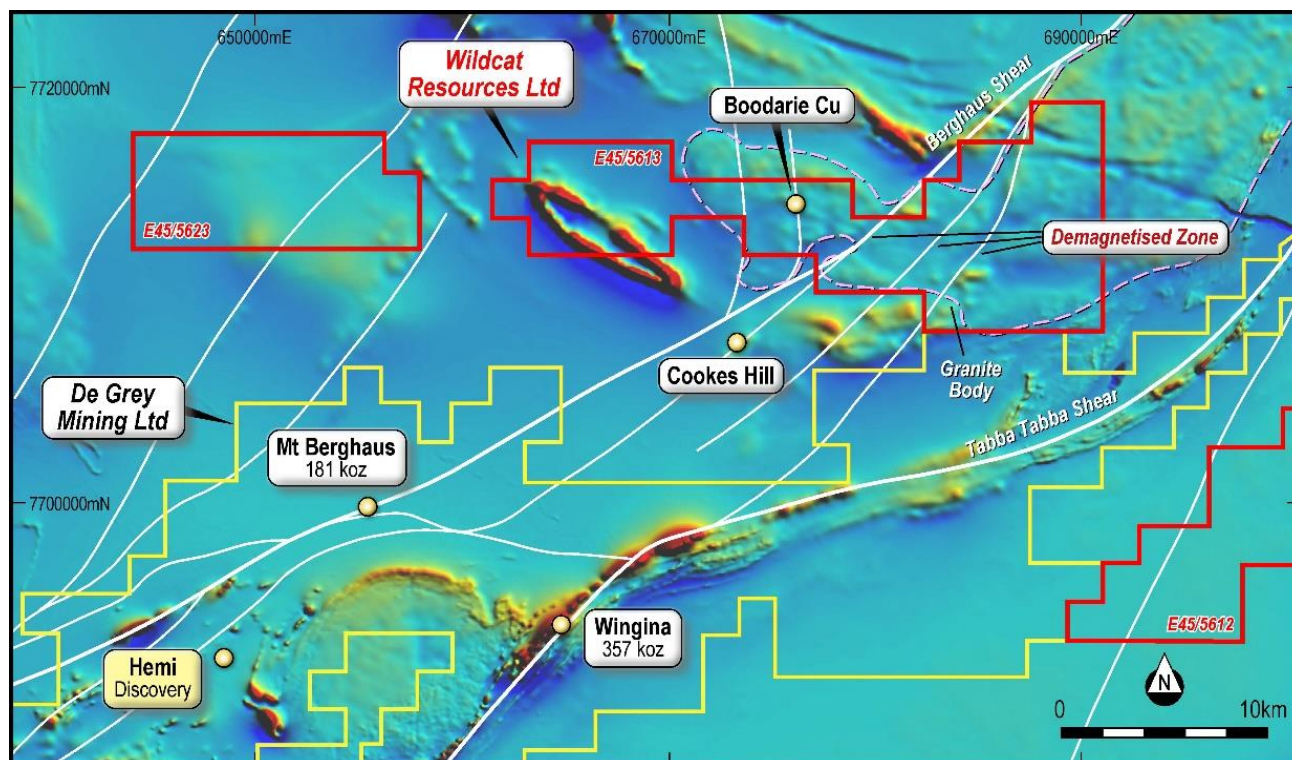 650000mE
670000mE
690000mE
7720000mN
Wildcat
Resources Ltd
Boodarie Cu
Berghaus Shear
E45/5613
E45/5623
Demagnetised Zone
Cookes Hill
Granite
Body
De Grey
Mining Ltd
Mt Berghaus
181 koz
Tabba Tabba Shear
7700000mN
Wingina
357 koz
E45/5612
Hemi
Discovery
N
0
10km